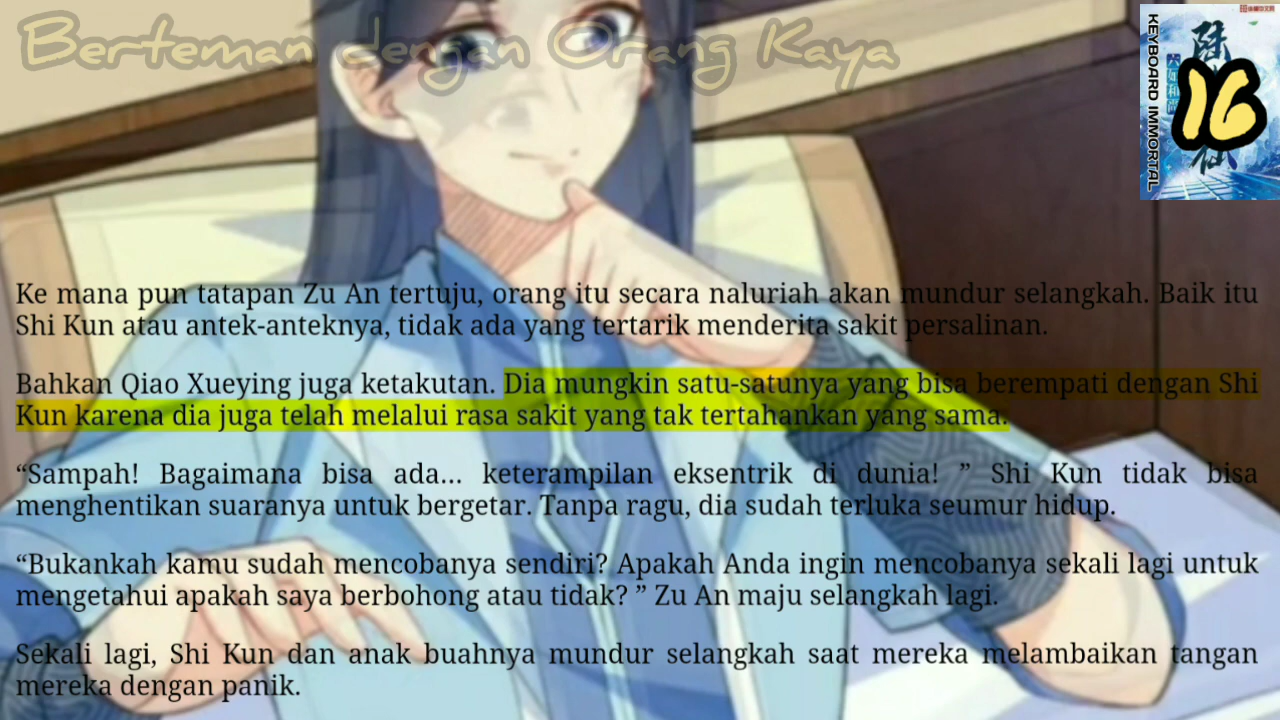 Berteman dengan Orang Kaya
KEYBOARD IMMORTAL
16
Ke mana pun tatapan Zu An tertuju, orang itu secara naluriah akan mundur selangkah. Baik itu
Shi Kun atau antek-anteknya, tidak ada yang tertarik menderita sakit persalinan.
Bahkan Qiao Xueying juga ketakutan. Dia mungkin satu-satunya yang bisa berempati dengan Shi
Kun karena dia juga telah melalui rasa sakit yang tak tertahankan yang sama.
“Sampah! Bagaimana bisa ada... keterampilan eksentrik di dunia! ” Shi Kun tidak bisa
menghentikan suaranya untuk bergetar. Tanpa ragu, dia sudah terluka seumur hidup.
“Bukankah kamu sudah mencobanya sendiri? Apakah Anda ingin mencobanya sekali lagi untuk
mengetahui apakah saya berbohong atau tidak? ” Zu An maju selangkah lagi.
Sekali lagi, Shi Kun dan anak buahnya mundur selangkah saat mereka melambaikan tangan
mereka dengan panik.